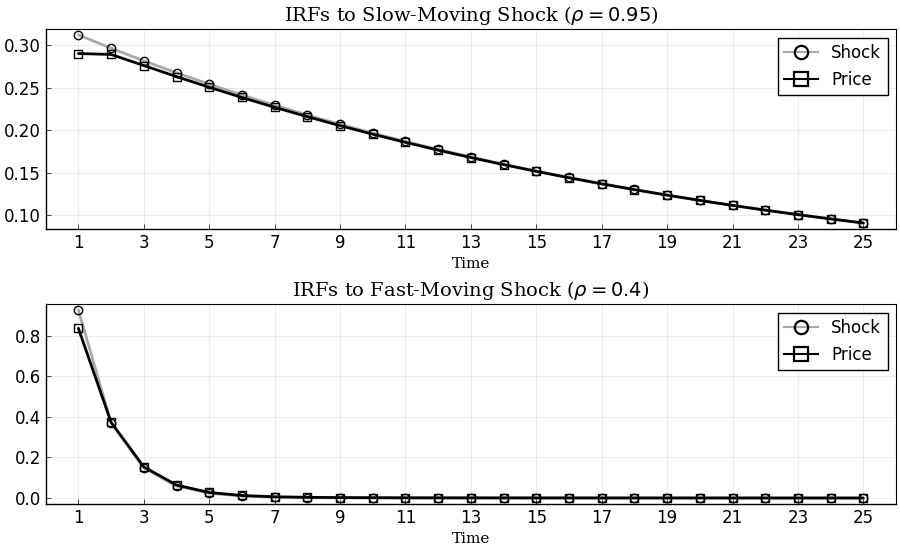 IRFs to Slow-Moving Shock (ρ = 0.95)
0.30
0.25
0.20
0.15
0.10
Shock
Price
1 3 5 7 9 11 13 15 17 19 21 23 25
Time
IRFs to Fast-Moving Shock (ρ = 0.4)
0.8
0.6
0.4
0.2
0.0
Shock
Price
1 3 5 7 9 11 13 15 17 19 21 23 25
Time